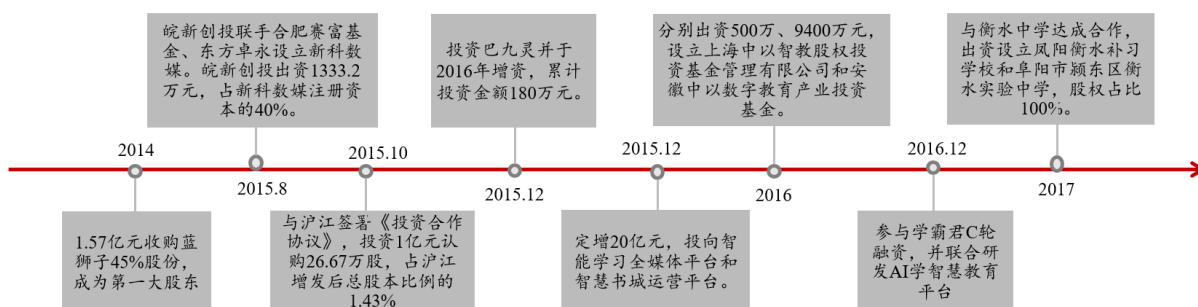 皖新创投联手合肥赛富基
金、东方卓永设立新科数
媒。皖新创投出资1333.2
万元，占新科数媒注册资
本的40%。
投资巴九灵并于
2016年增资，累计
投资金额180万元。
分别出资500万、9400万元，
设立上海中以智教股权投
资基金管理有限公司和安
徽中以数字教育产业投资
基金。
与衡水中学达成合作，
出资设立凤阳衡水补习
学校和阜阳市颍东区衡
水实验中学，股权占比
100%。
2014
2015.8
2015.10
2015.12
2015.12
2016
2016.12
2017
1.57亿元收购蓝
狮子45%股份，
成为第一大股东
与沪江签署《投资合作
协议》，投资1亿元认
购26.67万股，占沪江
增发后总股本比例的
1.43%
定增20亿元，投向智
能学习全媒体平台和
智慧书城运营平台。
参与学霸君C轮
融资，并联合研
发AI学智慧教育
平台